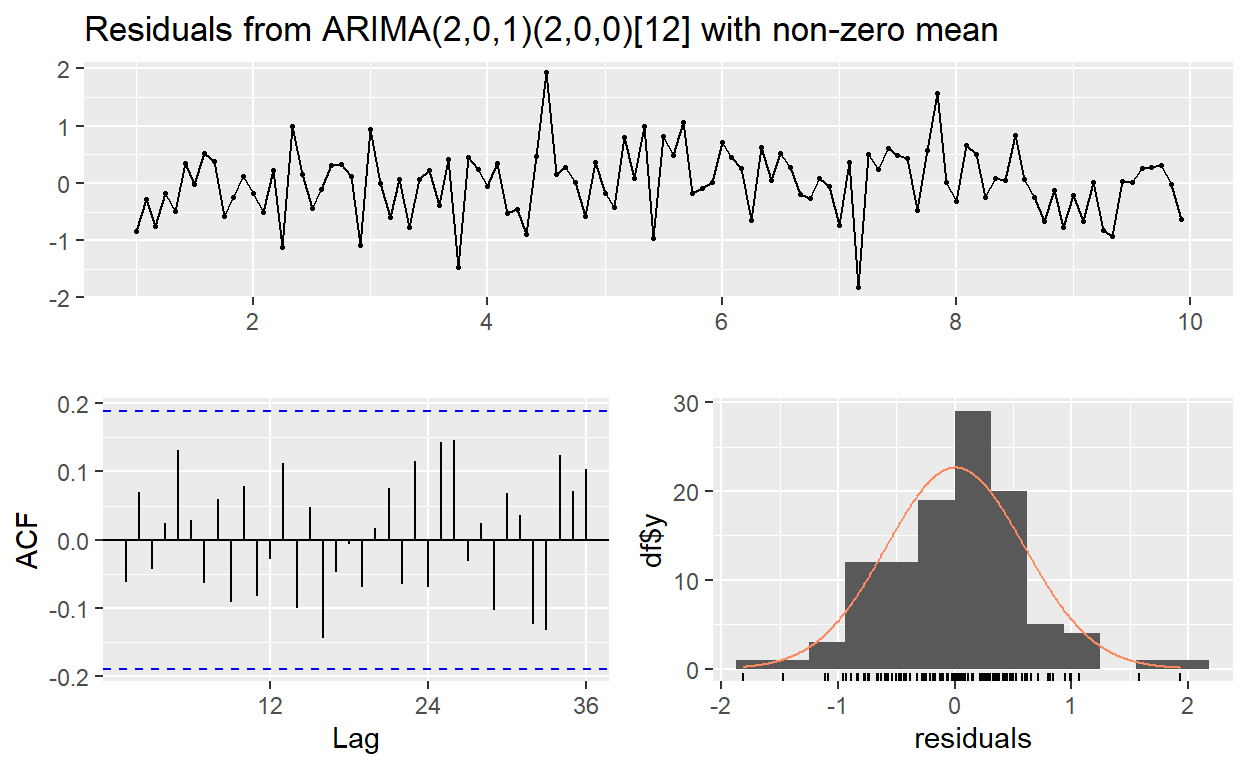 Residuals from ARIMA(2,0,1)(2,0,0)[12] with non-zero mean
2
1
0
-1
-2
2 4 6 8 10
ACF
0.2
0.1
0.0
-0.1
-0.2
12 24 36
Lag
df$y
30
20
10
0
-2 -1 0 1 2
residuals